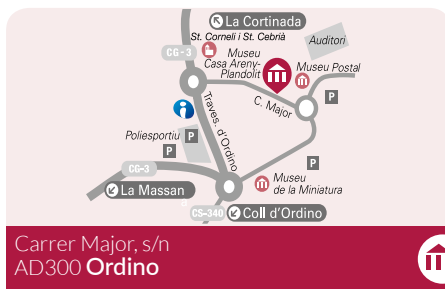 La Cortinada
St. Corneli i St. Cebrià
CG-3
Museu
Casa Areny-
Plandolit
Auditori
Museu Postal
C. Major
P
Traves. d'Ordino
Poliesportiu
P
P
P
CG-3
La Massan
Museu
de la Miniatura
CS-340
Coll d'Ordino
Carrer Major, s/n
AD300 Ordino